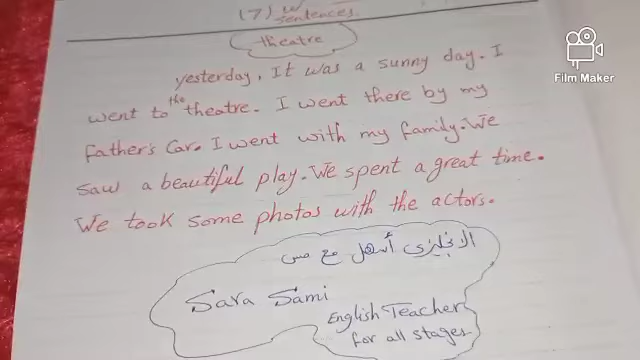 (7) w
sentences
theatre
yesterday, It was a sunny day. I
went to the theatre. I went there by my
father's Car. I went with my family. We
saw a beautiful play. We spent a great time.
We took some photos with the actors.
الانجليزى أسهل مع مس
Sara Sami
English Teacher
for all stages
Film Maker